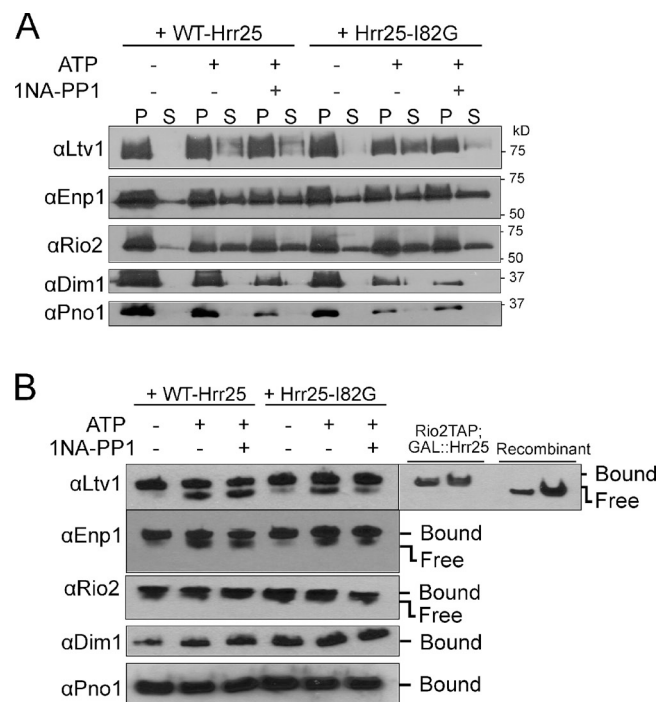 A
+ WT-Hrr25 + Hrr25-I82G
ATP - + + - + +
1NA-PP1 - - + - - +
P S P S P S P S P S P S
kD
αLtv1 75
75
αEnp1
50
75
αRio2
50
αDim1 37
αPno1 37
B
+ WT-Hrr25 + Hrr25-I82G
ATP - + + - + +
1NA-PP1 - - + - - +
Rio2TAP;
GAL::Hrr25 Recombinant
αLtv1 Bound
Free
αEnp1 Bound
Free
αRio2 Bound
Free
αDim1 Bound
αPno1 Bound